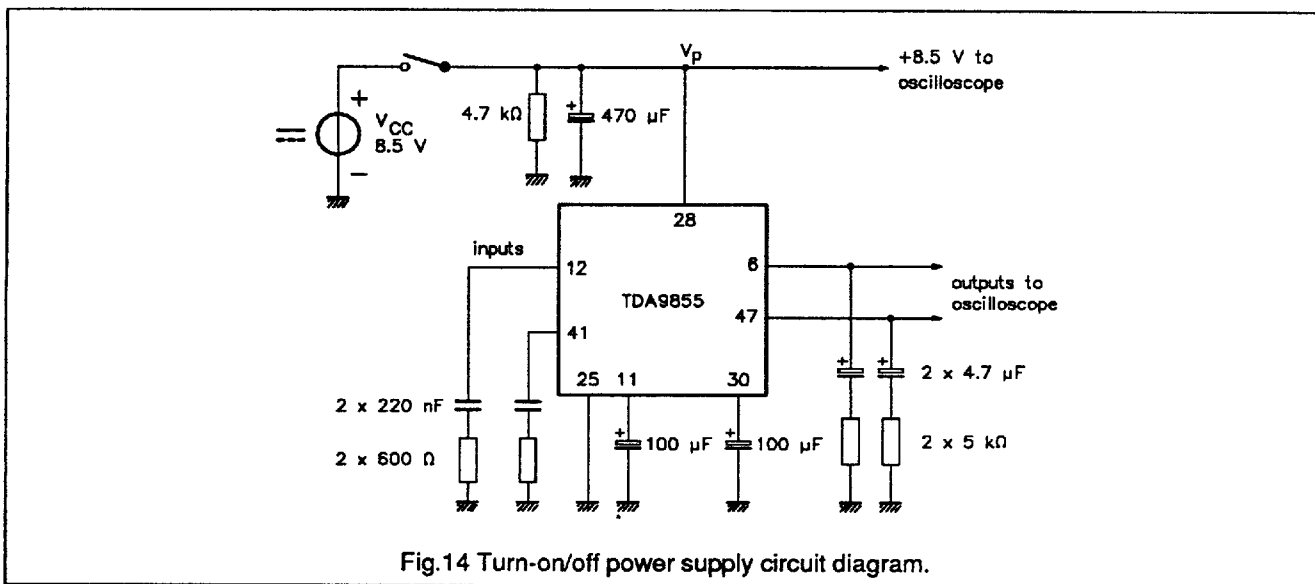 Vp
+8.5 V to
oscilloscope
4.7 kΩ
+
470 μF
+
VCC
8.5 V
−
28
inputs
12
6
outputs to
oscilloscope
TDA9855
47
41
+
+
2 x 4.7 μF
25
11
30
2 x 220 nF
+
100 μF
+
100 μF
2 x 5 kΩ
2 x 600 Ω
Fig.14 Turn-on/off power supply circuit diagram.